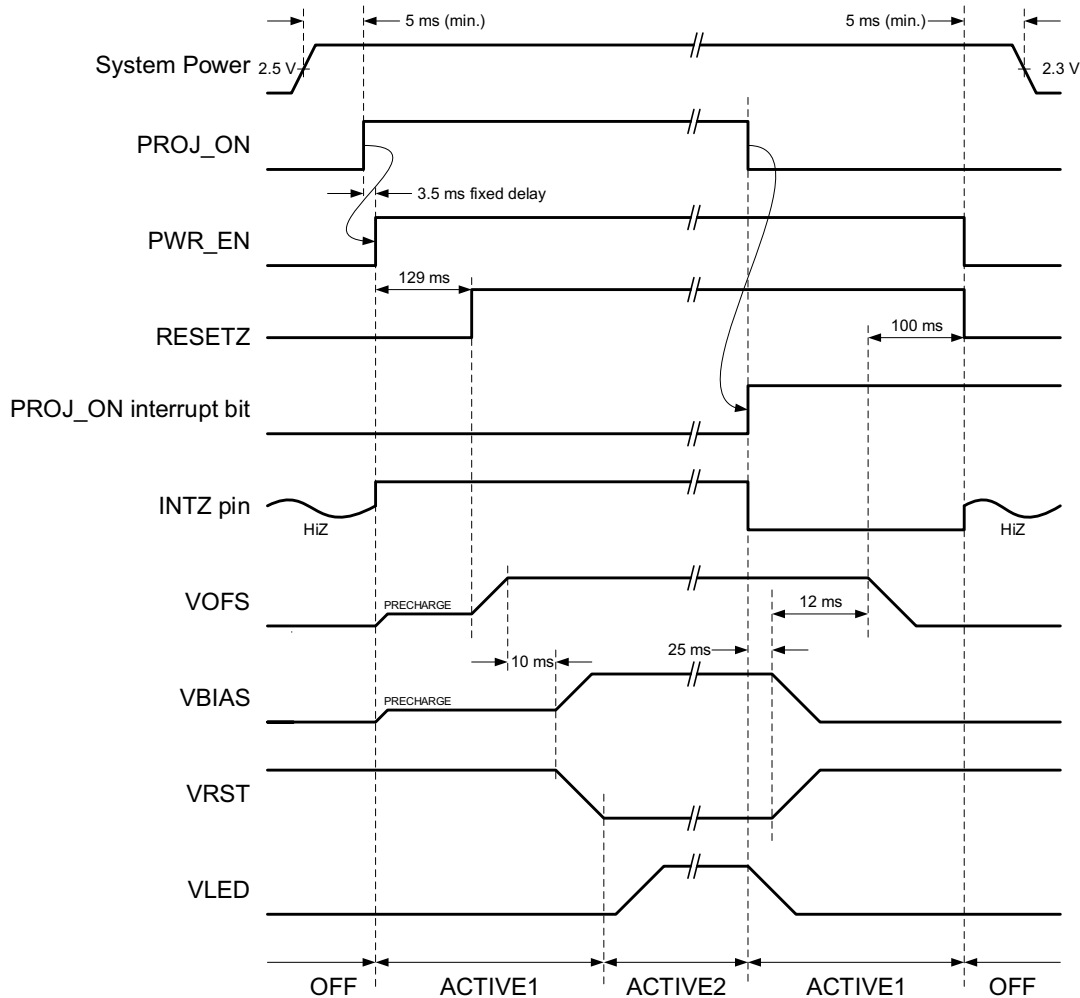 5 ms (min.)
5 ms (min.)
System Power
2.5 V
2.3 V
PROJ_ON
3.5 ms fixed delay
PWR_EN
129 ms
RESETZ
100 ms
PROJ_ON interrupt bit
INTZ pin
HiZ
HiZ
VOFS
PRECHARGE
12 ms
10 ms
25 ms
VBIAS
PRECHARGE
VRST
VLED
OFF
ACTIVE1
ACTIVE2
ACTIVE1
OFF